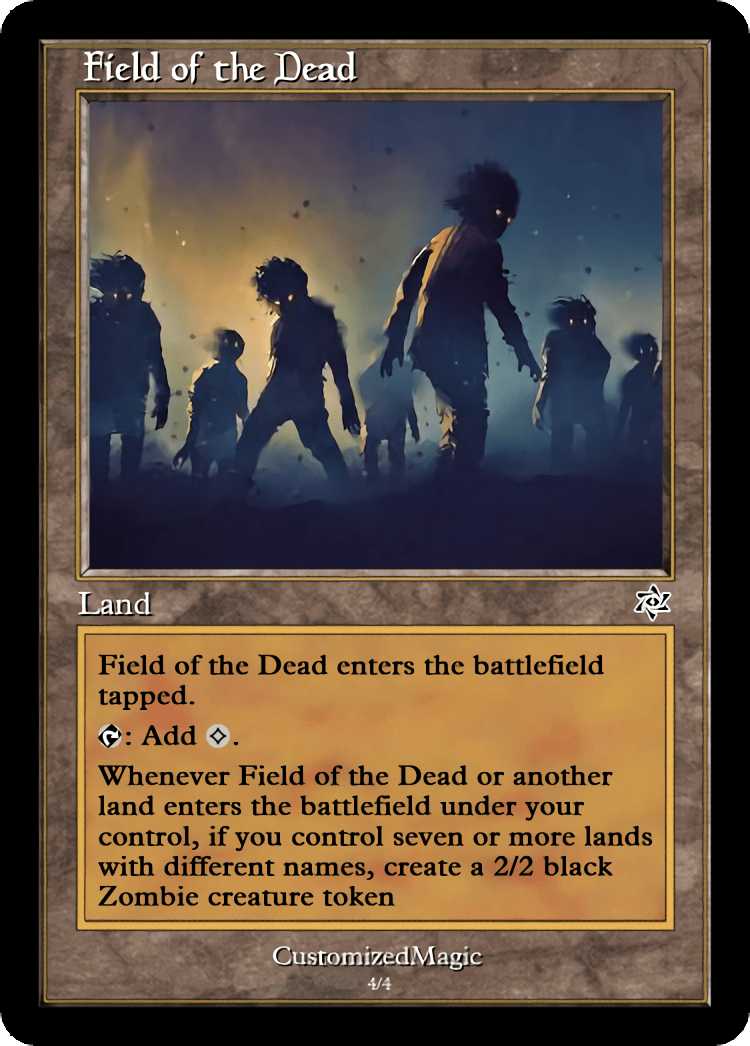 Field of the Dead
Land
Field of the Dead enters the battlefield
tapped.
: Add .
Whenever Field of the Dead or another
land enters the battlefield under your
control, if you control seven or more lands
with different names, create a 2/2 black
Zombie creature token
CustomizedMagic
4/4